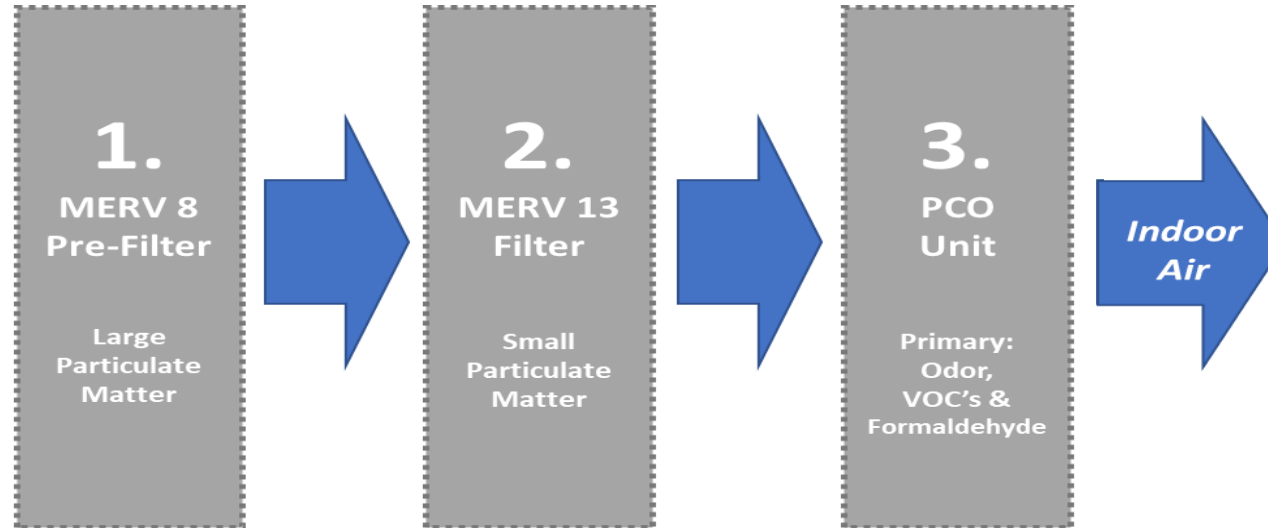 1.
MERV 8
Pre-Filter
Large
Particulate
Matter
2.
MERV 13
Filter
Small
Particulate
Matter
3.
PCO
Unit
Primary:
Odor,
VOC’s &
Formaldehyde
Indoor
Air